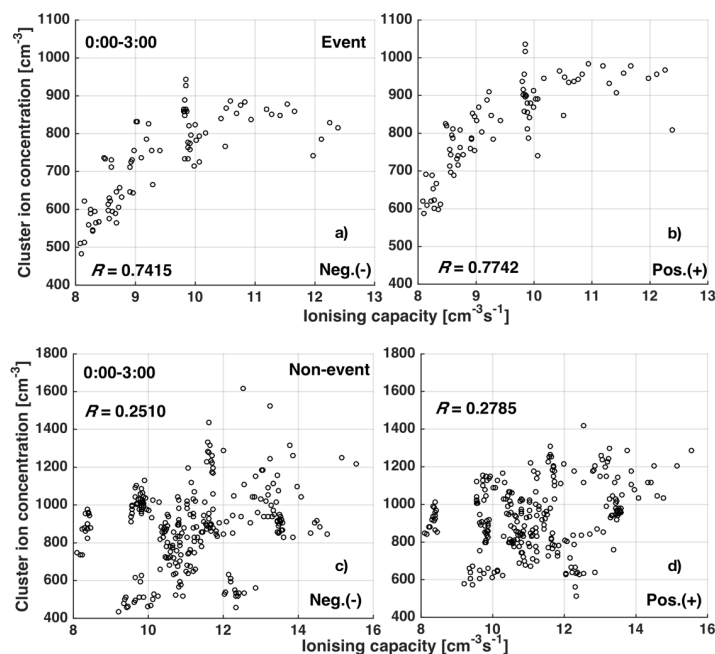 Cluster ion concentration [cm-3]
1100
1000
900
800
700
600
500
400
0:00-3:00 Event
a)
R = 0.7415 Neg.(-)
8 9 10 11 12 13
1100
1000
900
800
700
600
500
400
b)
R = 0.7742 Pos.(+)
8 9 10 11 12 13
Ionising capacity [cm-3s-1]
Cluster ion concentration [cm-3]
1800
1600
1400
1200
1000
800
600
400
0:00-3:00 Non-event
R = 0.2510
c)
Neg.(-)
8 10 12 14 16
1800
1600
1400
1200
1000
800
600
400
R = 0.2785
d)
Pos.(+)
8 10 12 14 16
Ionising capacity [cm-3s-1]